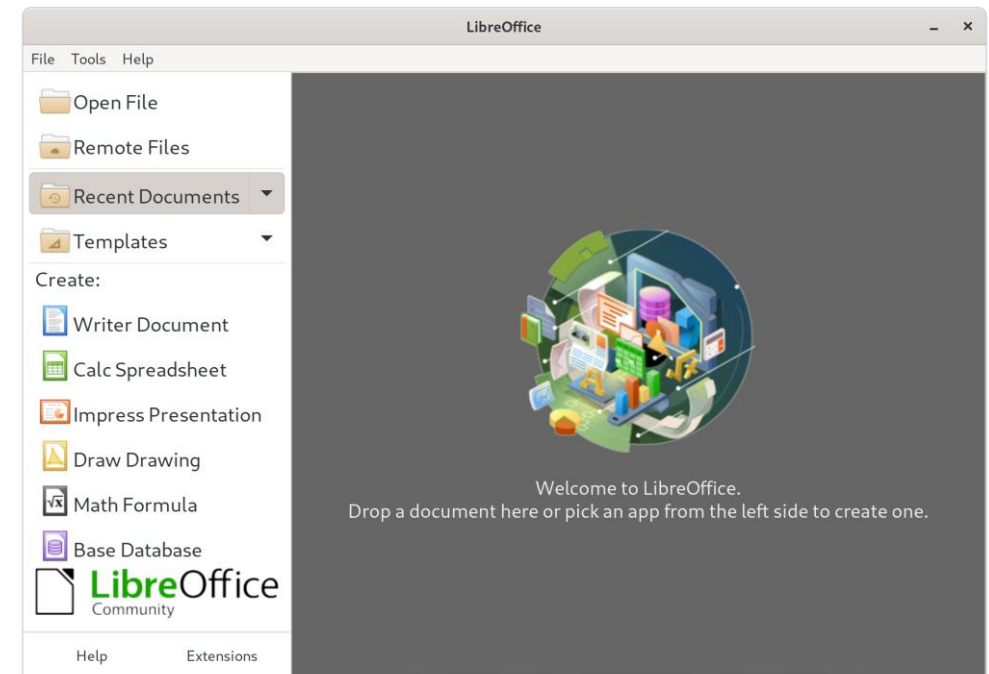 LibreOffice
File Tools Help
Open File
Remote Files
Recent Documents
Templates
Create:
Writer Document
Calc Spreadsheet
Impress Presentation
Draw Drawing
Math Formula
Base Database
LibreOffice
Community
Help Extensions
Welcome to LibreOffice.
Drop a document here or pick an app from the left side to create one.